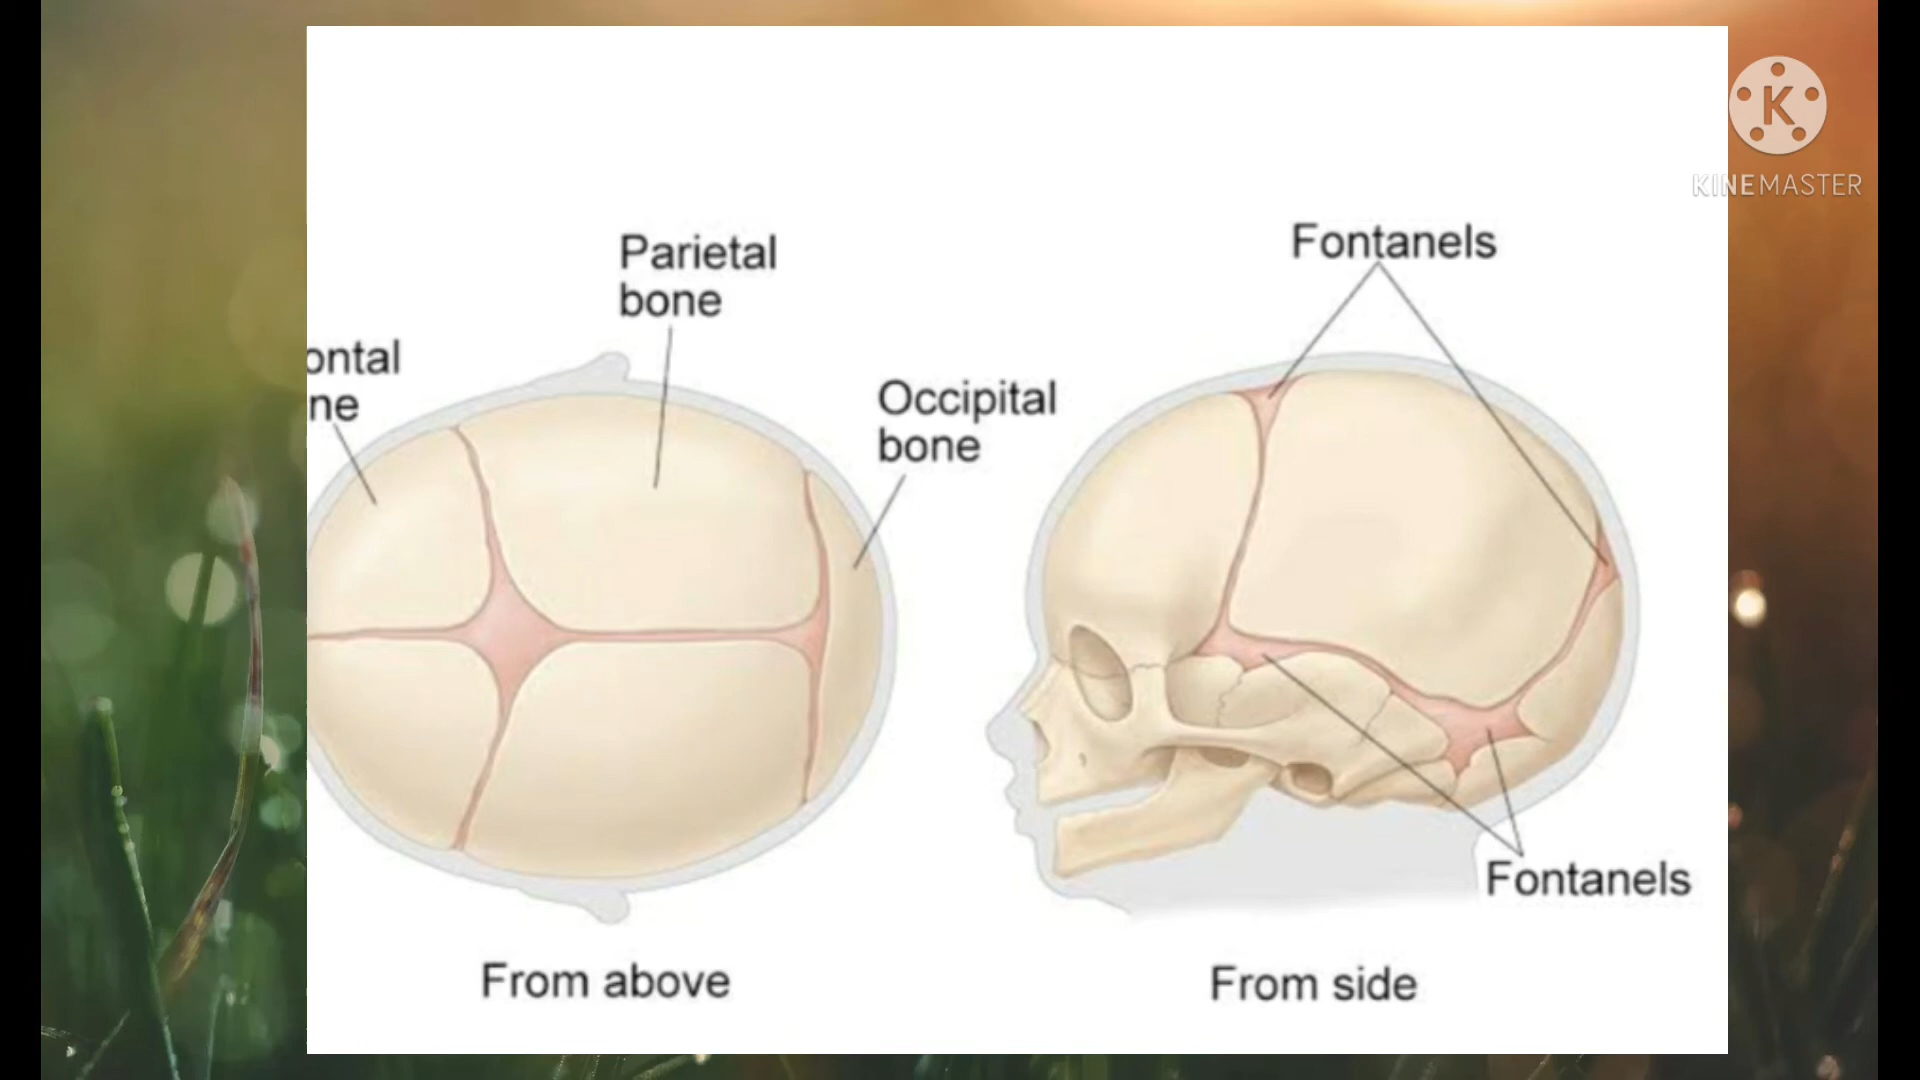 Parietal
bone
ontal
ne
Occipital
bone
From above
Fontanels
Fontanels
From side
K
KINEMASTER